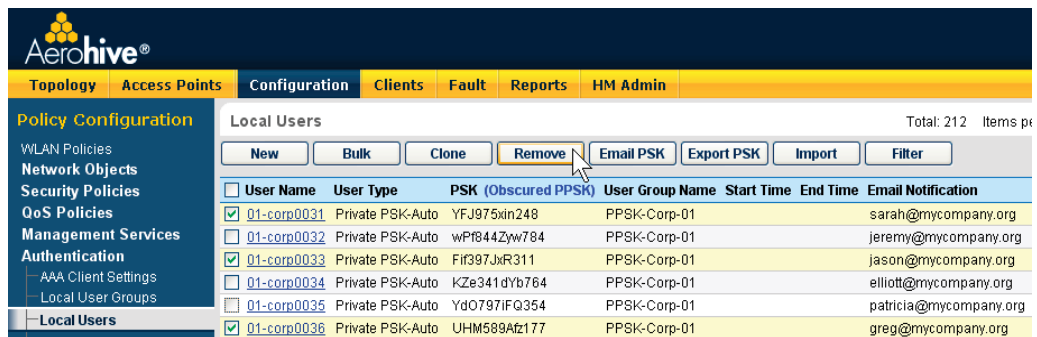 Aerohive®
Topology Access Points Configuration Clients Fault Reports HM Admin
Policy Configuration
WLAN Policies
Network Objects
Security Policies
QoS Policies
Management Services
Authentication
AAA Client Settings
Local User Groups
Local Users
Local Users Total: 212 Items pe
New Bulk Clone Remove Email PSK Export PSK Import Filter
User Name User Type PSK (Obscured PPSK) User Group Name Start Time End Time Email Notification
01-corp0031 Private PSK-Auto YFJ975xin248 PPSK-Corp-01 sarah@mycompany.org
01-corp0032 Private PSK-Auto wPf844Zyw784 PPSK-Corp-01 jeremy@mycompany.org
01-corp0033 Private PSK-Auto Fif397JxR311 PPSK-Corp-01 jason@mycompany.org
01-corp0034 Private PSK-Auto KZe341dYb764 PPSK-Corp-01 elliott@mycompany.org
01-corp0035 Private PSK-Auto YdO797iFQ354 PPSK-Corp-01 patricia@mycompany.org
01-corp0036 Private PSK-Auto UHM589Afz177 PPSK-Corp-01 greg@mycompany.org